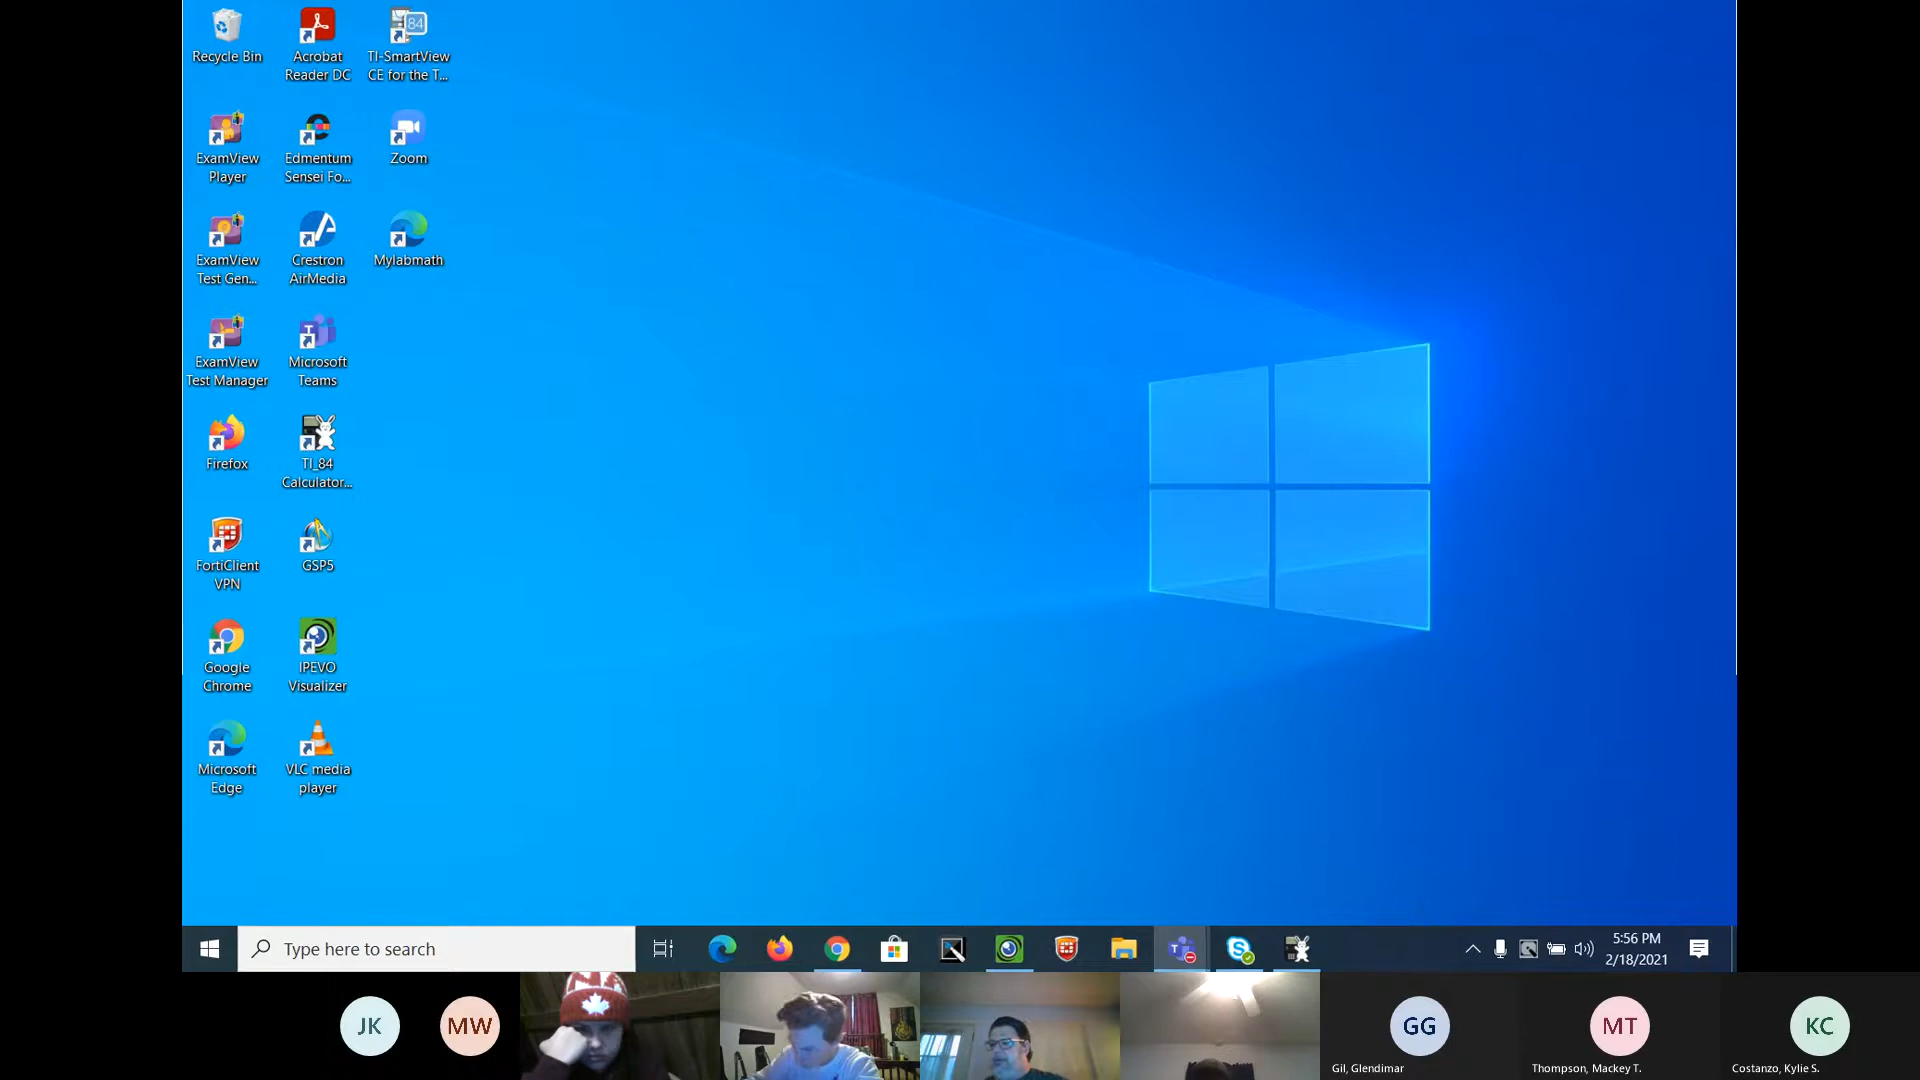 Recycle Bin
Acrobat
Reader DC
TI-SmartView
CE for the T...
84
ExamView
Player
Edmentum
Sensei Fo...
Zoom
ExamView
Test Gen...
Crestron
AirMedia
Mylabmath
ExamView
Test Manager
Microsoft
Teams
Firefox
TI_84
Calculator...
FortiClient
VPN
GSP5
Google
Chrome
IPEVO
Visualizer
Microsoft
Edge
VLC media
player
Type here to search
5:56 PM
2/18/2021
JK
MW
GG
Gil, Glendimar
MT
Thompson, Mackey T.
KC
Costanzo, Kylie S.